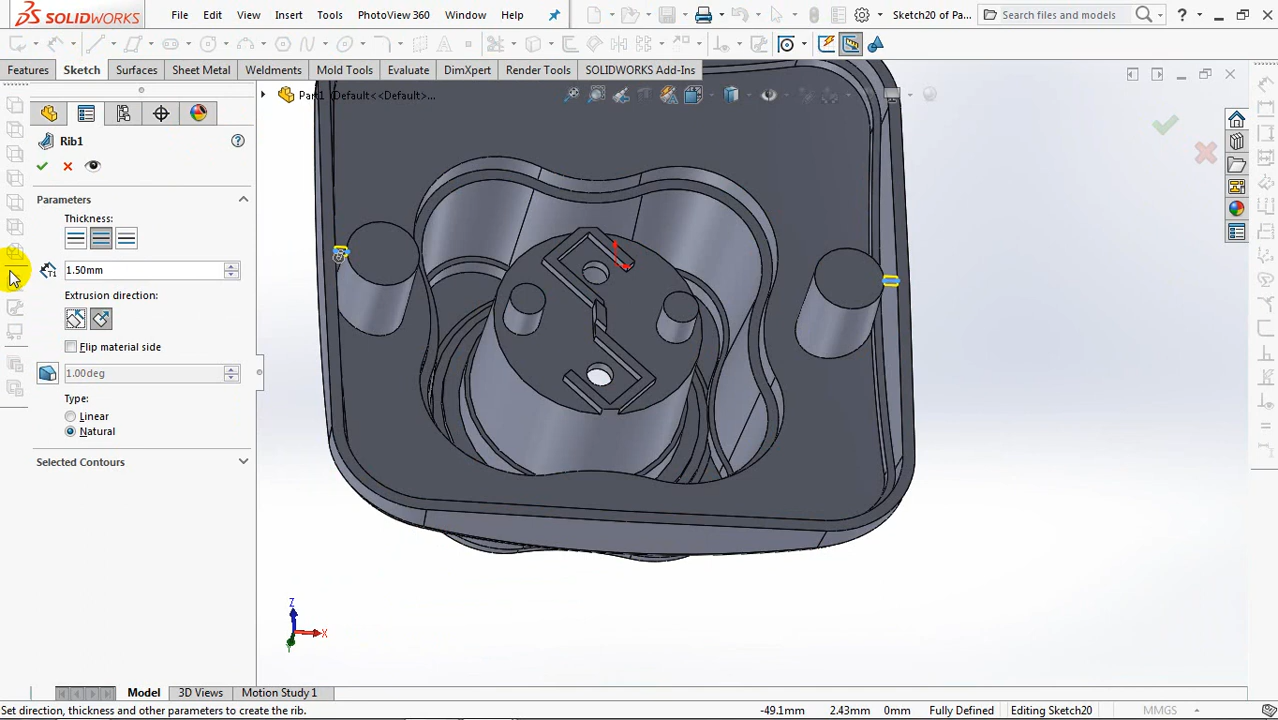 SOLIDWORKS File Edit View Insert Tools PhotoView 360 Window Help Sketch20 of Pa... Search files and models ?
Features Sketch Surfaces Sheet Metal Weldments Mold Tools Evaluate DimXpert Render Tools SOLIDWORKS Add-Ins
Part1 (Default<<Default>...
Rib1
Parameters
Thickness:
T1 1.50mm
Extrusion direction:
Flip material side
1.00deg
Type:
Linear
Natural
Selected Contours
Z
X
Y
Model 3D Views Motion Study 1
Set direction, thickness and other parameters to create the rib. -49.1mm 2.43mm 0mm Fully Defined Editing Sketch20 MMGS